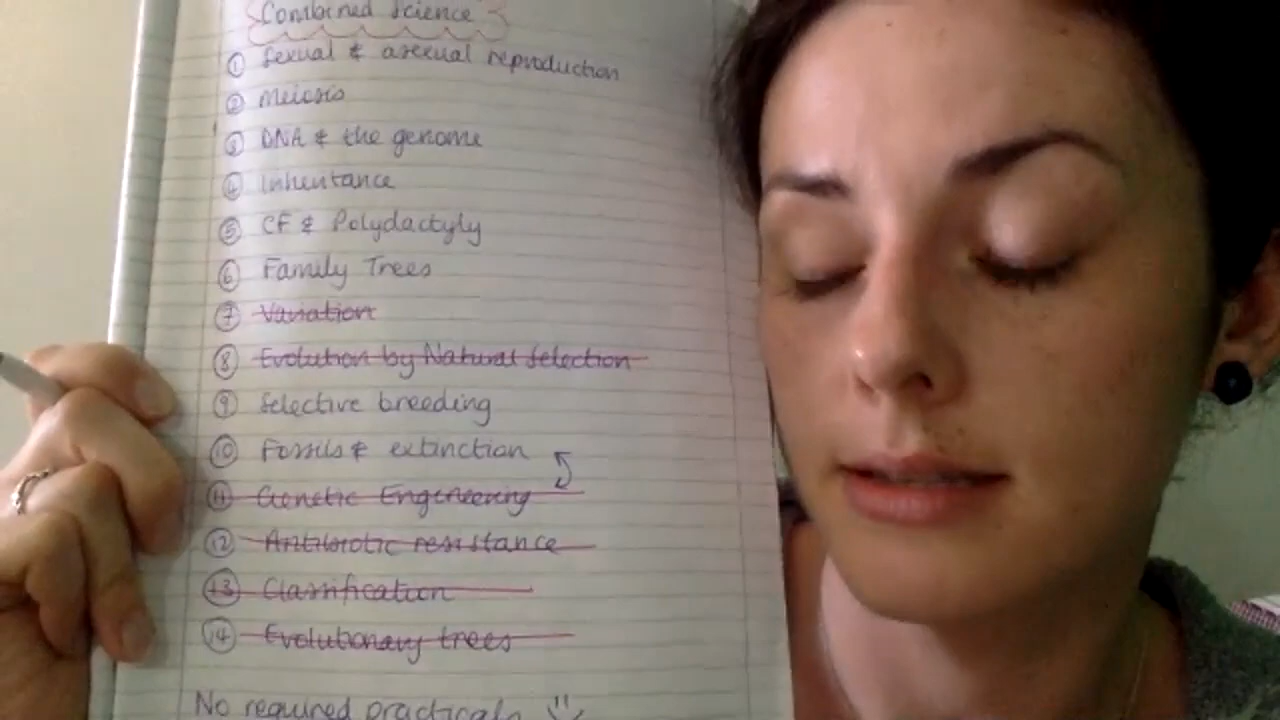 Combined Science
① Sexual & asexual reproduction
② Meiosis
③ DNA & the genome
④ Inheritance
⑤ CF & Polydactyly
⑥ Family Trees
⑦ Variation
⑧ Evolution by Natural Selection
⑨ Selective breeding
⑩ Fossils & extinction
⑪ Genetic Engineering
⑫ Antibiotic resistance
⑬ Classification
⑭ Evolutionary trees
No required practicals